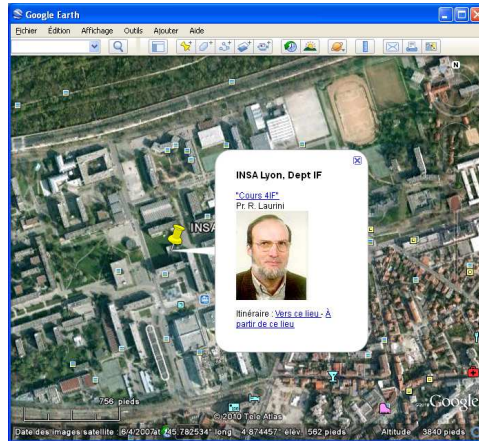 Google Earth
Fichier Édition Affichage Outils Ajouter Aide
N
INSA Lyon, Dept IF
"Cours 4IF"
Pr. R. Laurini
INSA
Itinéraire : Vers ce lieu - À
partir de ce lieu
756 pieds
© 2010 Tele Atlas
Google
Date des images satellite : 6/4/2007 45.782534° long. 4.874457° élév. 562 pieds Altitude 3840 pieds